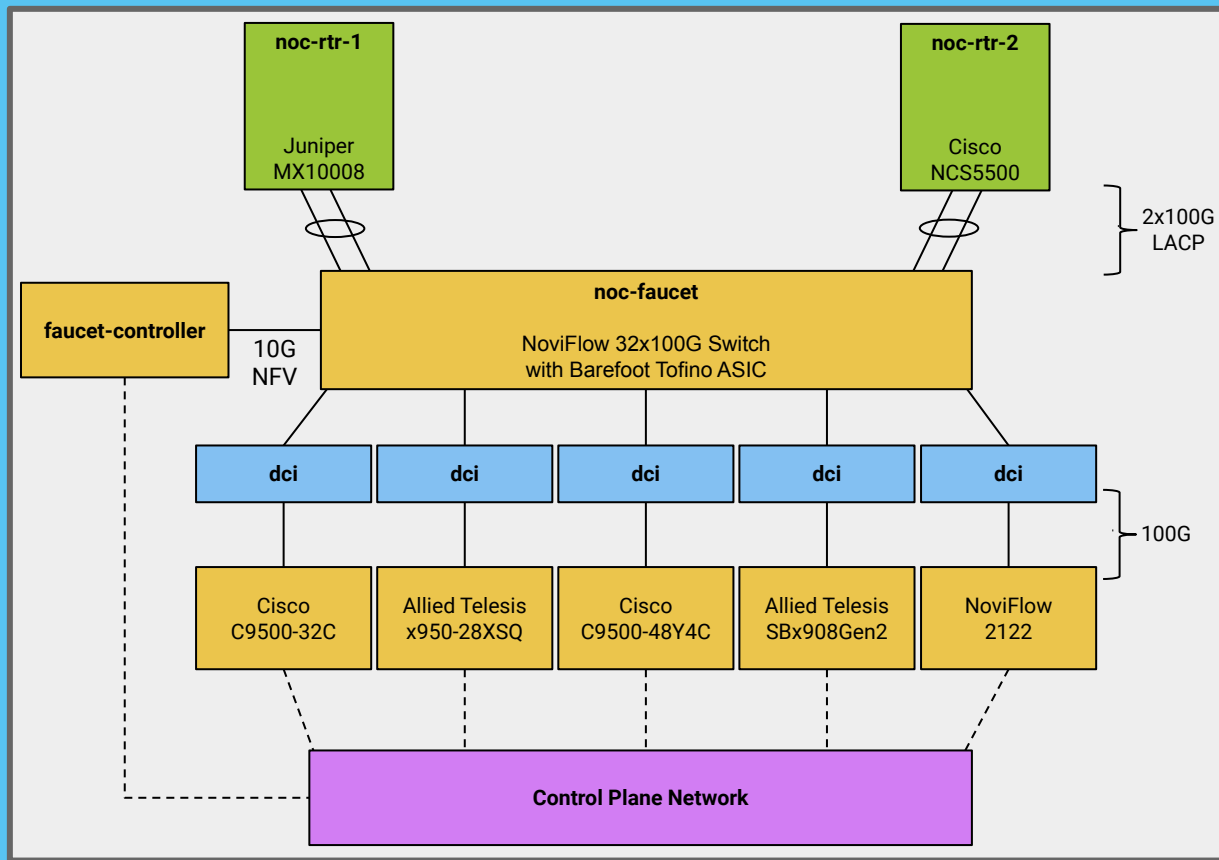 noc-rtr-1
Juniper
MX10008
noc-rtr-2
Cisco
NCS5500
2x100G
LACP
noc-faucet
NoviFlow 32x100G Switch
with Barefoot Tofino ASIC
faucet-controller
10G
NFV
dci
dci
dci
dci
dci
100G
Cisco
C9500-32C
Allied Telesis
x950-28XSQ
Cisco
C9500-48Y4C
Allied Telesis
SBx908Gen2
NoviFlow
2122
Control Plane Network